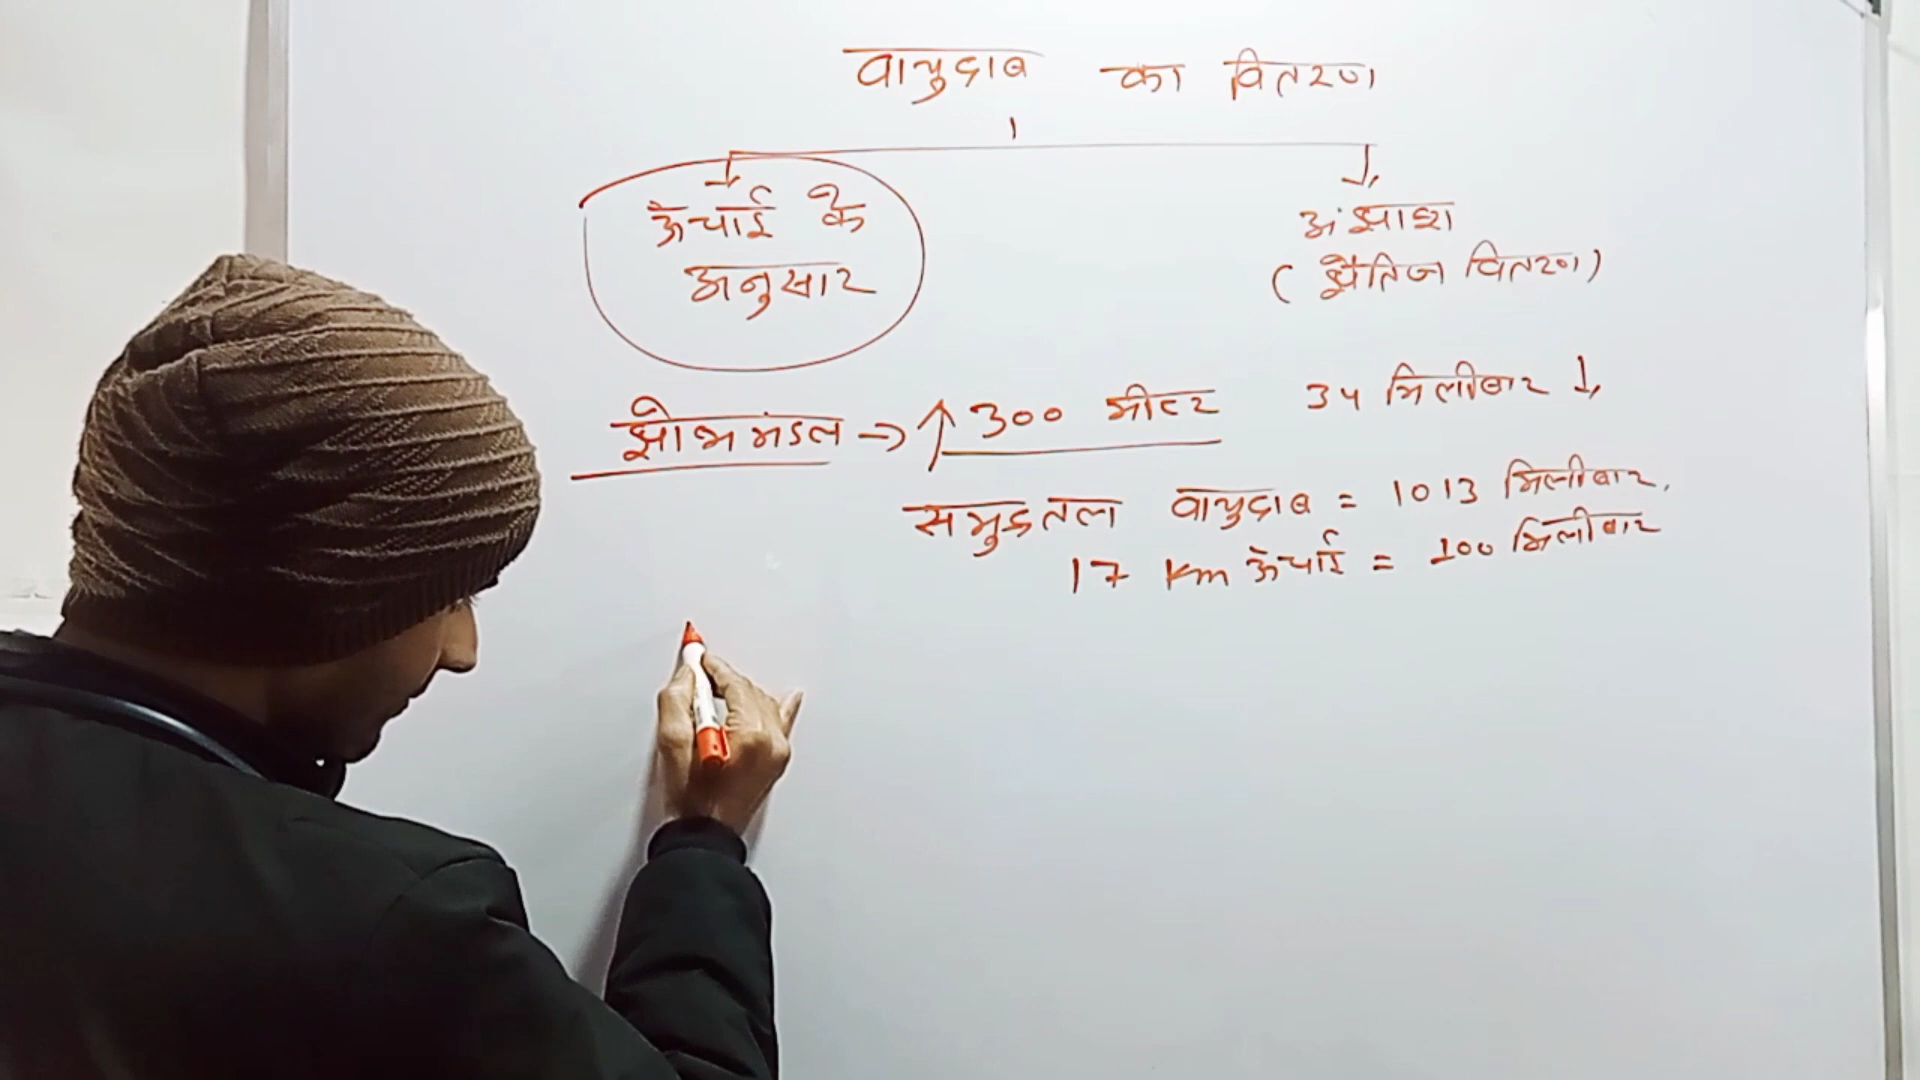 वायुदाब का वितरण
ऊँचाई के
अनुसार
अंक्षाश
( क्षैतिज वितरण )
क्षोभमंडल → ↑ 300 मीटर 34 मिलीबार ↓
समुद्रतल वायुदाब = 1013 मिलीबार,
17 Km ऊँचाई = 100 मिलीबार